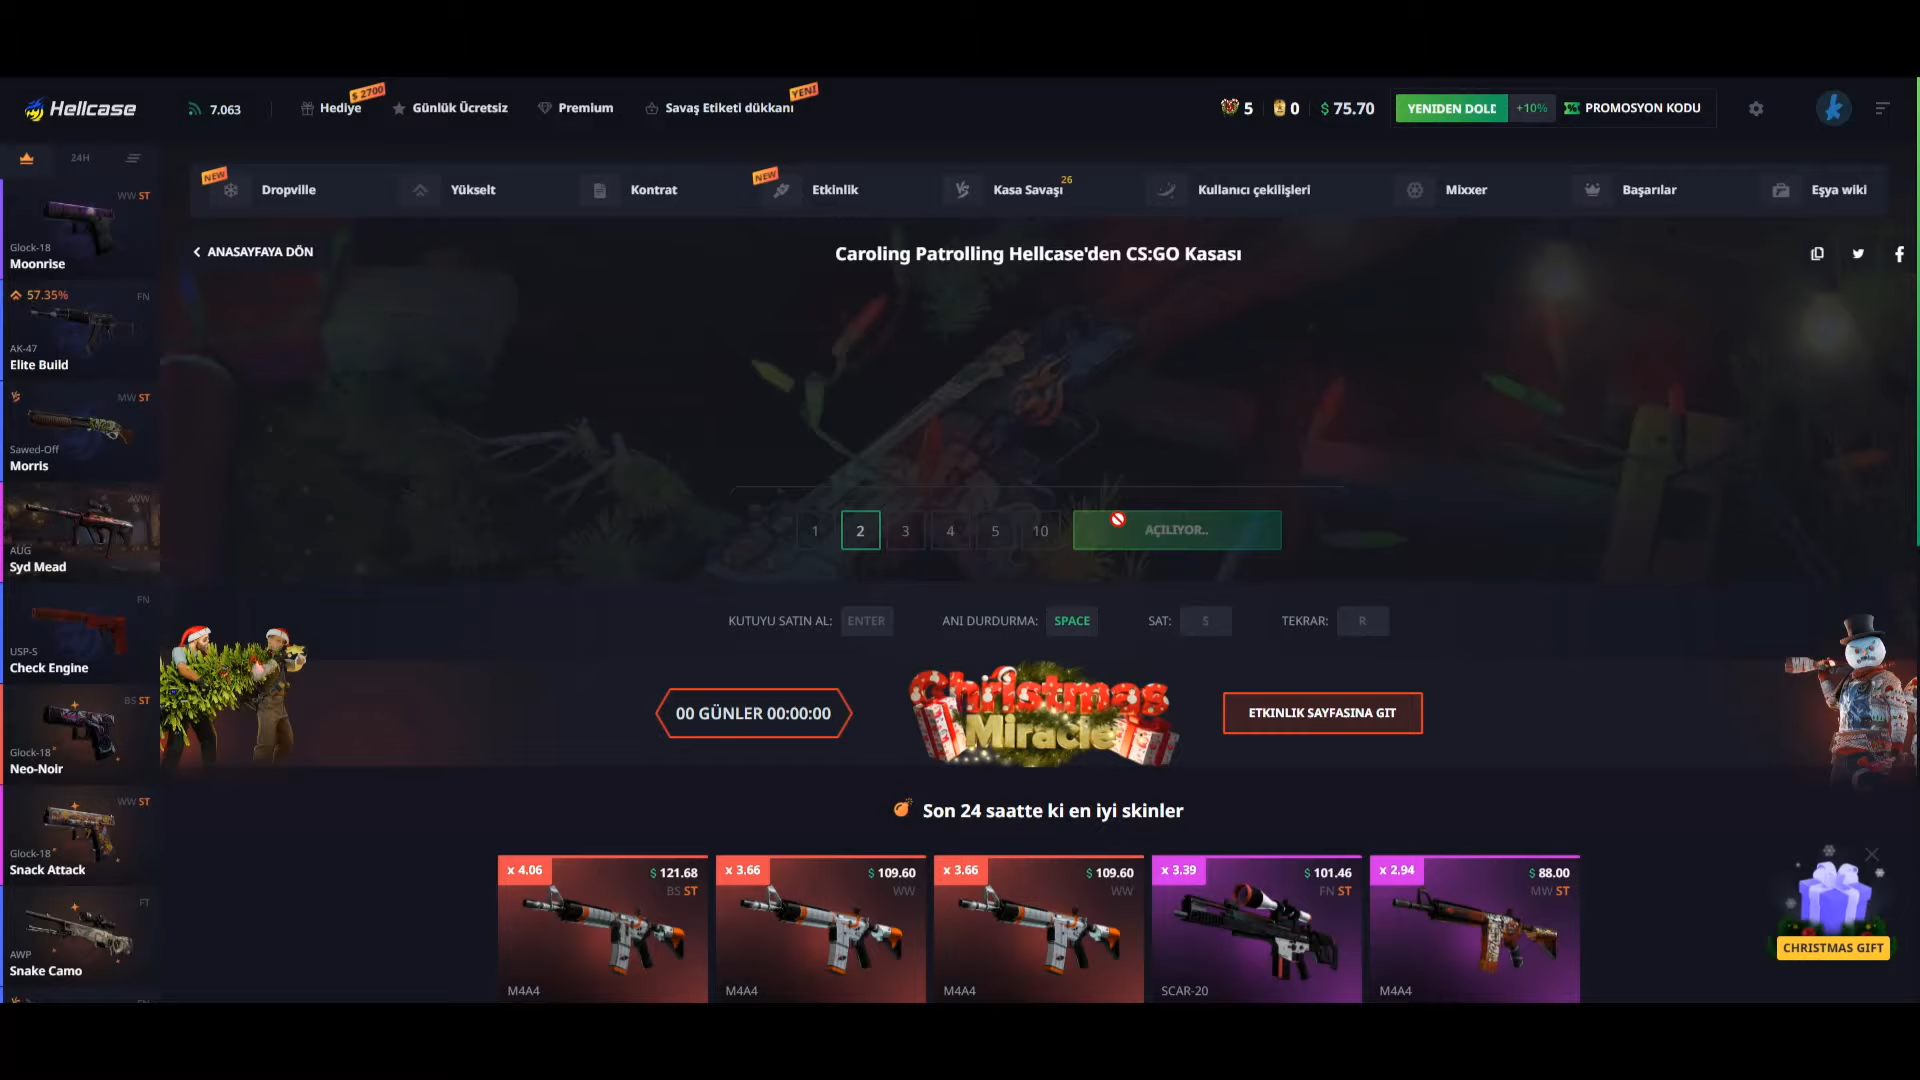 Hellcase
7.063
Hediye
$ 2700
Günlük Ücretsiz
Premium
Savaş Etiketi dükkanı
YENİ
5
0
$ 75.70
YENIDEN DOLD
+10%
PROMOSYON KODU
24H
NEW
Dropville
Yükselt
Kontrat
NEW
Etkinlik
Kasa Savaşı
26
Kullanıcı çekilişleri
Mixxer
Başarılar
Eşya wiki
ANASAYFAYA DÖN
Caroling Patrolling Hellcase'den CS:GO Kasası
WW ST
Glock-18
Moonrise
57.35%
FN
AK-47
Elite Build
MW ST
Sawed-Off
Morris
WW
AUG
Syd Mead
FN
USP-S
Check Engine
BS ST
Glock-18
Neo-Noir
WW ST
Glock-18
Snack Attack
FT
AWP
Snake Camo
1
2
3
4
5
10
AÇILIYOR..
KUTUYU SATIN AL:
ENTER
ANI DURDURMA:
SPACE
SAT:
S
TEKRAR:
R
00 GÜNLER 00:00:00
Christmas
Miracle
ETKINLIK SAYFASINA GIT
Son 24 saatte ki en iyi skinler
x 4.06
$ 121.68
BS ST
M4A4
x 3.66
$ 109.60
WW
M4A4
x 3.66
$ 109.60
WW
M4A4
x 3.39
$ 101.46
FN ST
SCAR-20
x 2.94
$ 88.00
MW ST
M4A4
CHRISTMAS GIFT